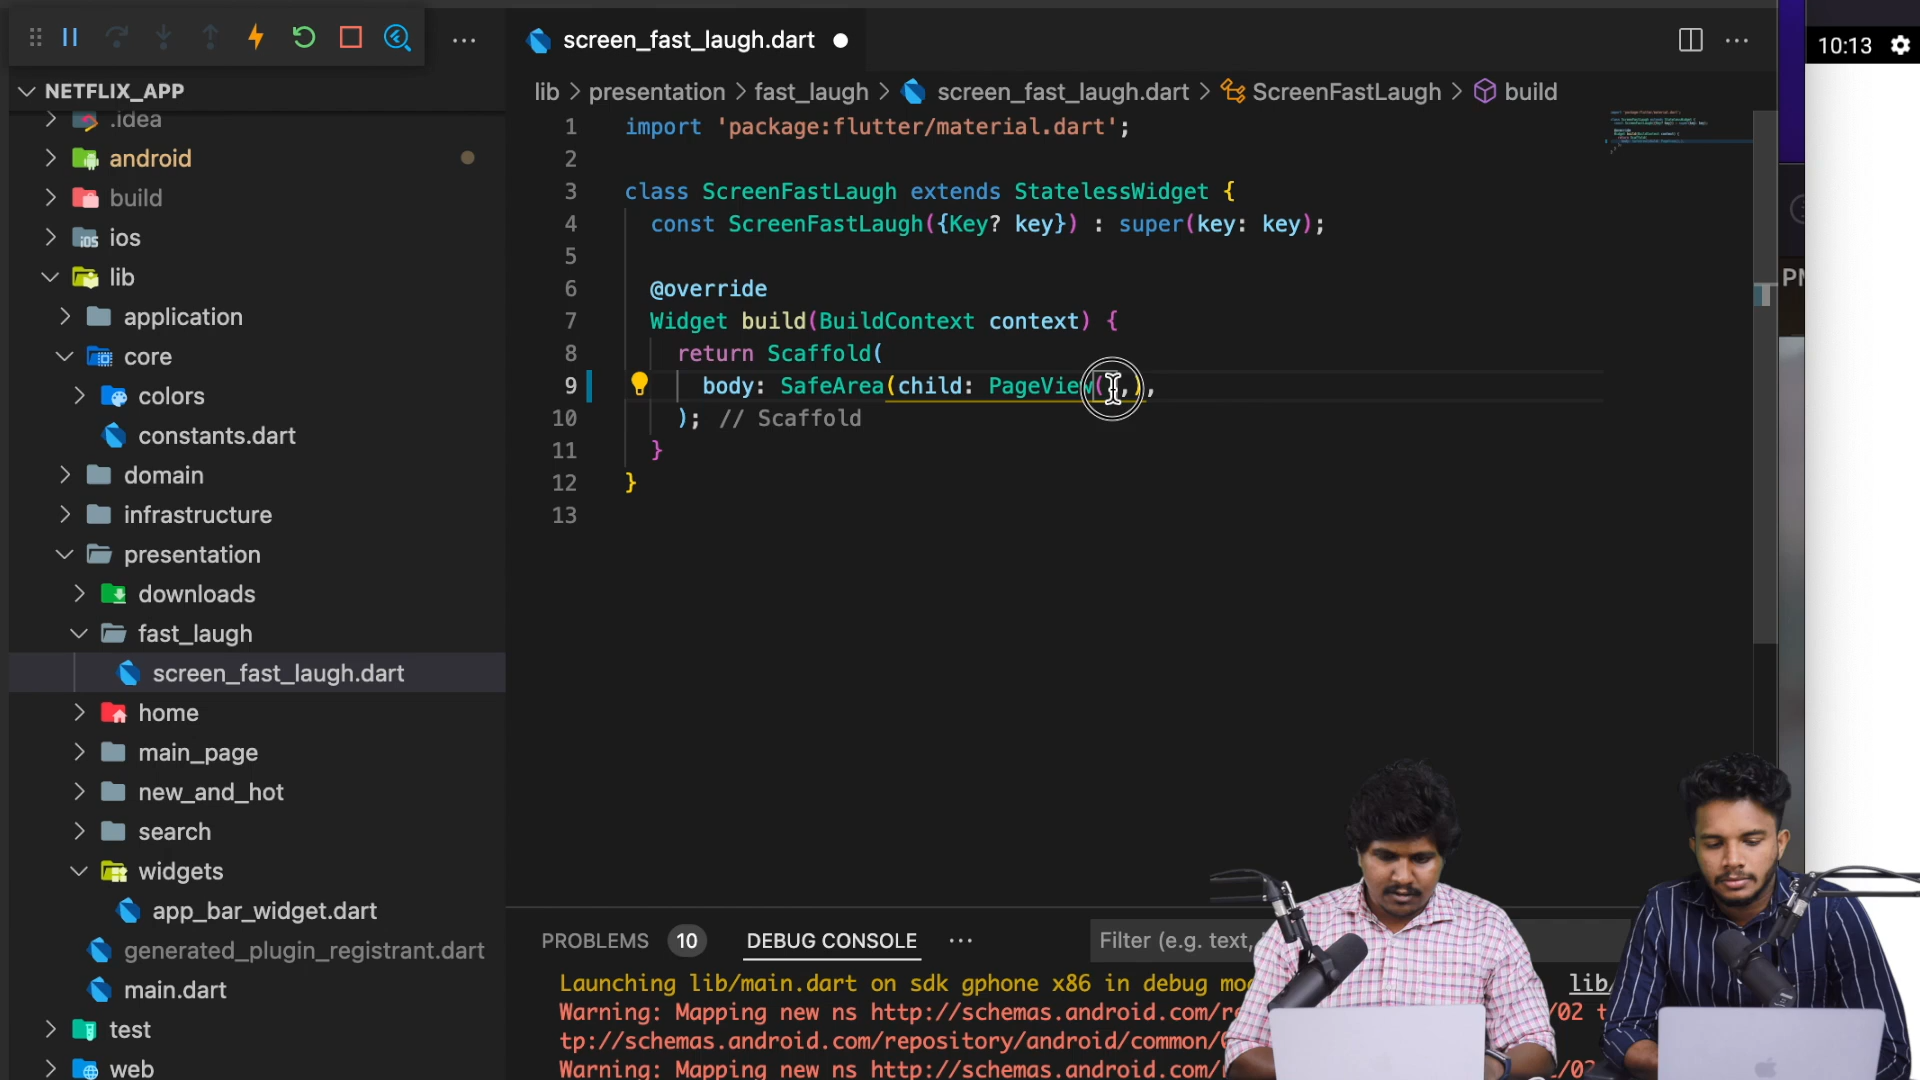 screen_fast_laugh.dart
10:13
NETFLIX_APP
lib > presentation > fast_laugh > screen_fast_laugh.dart > ScreenFastLaugh > build
.idea
android
build
ios
lib
application
core
colors
constants.dart
domain
infrastructure
presentation
downloads
fast_laugh
screen_fast_laugh.dart
home
main_page
new_and_hot
search
widgets
app_bar_widget.dart
generated_plugin_registrant.dart
main.dart
test
web
1 import 'package:flutter/material.dart';
2
3 class ScreenFastLaugh extends StatelessWidget {
4 const ScreenFastLaugh({Key? key}) : super(key: key);
5
6 @override
7 Widget build(BuildContext context) {
8 return Scaffold(
9 body: SafeArea(child: PageView(),),
10 ); // Scaffold
11 }
12 }
13
PM
PROBLEMS 10 DEBUG CONSOLE Filter (e.g. text,
Launching lib/main.dart on sdk gphone x86 in debug mo lib/
Warning: Mapping new ns http://schemas.android.com/re /02 t
tp://schemas.android.com/repository/android/common/
Warning: Mapping new ns http://schemas.android.com/r /02